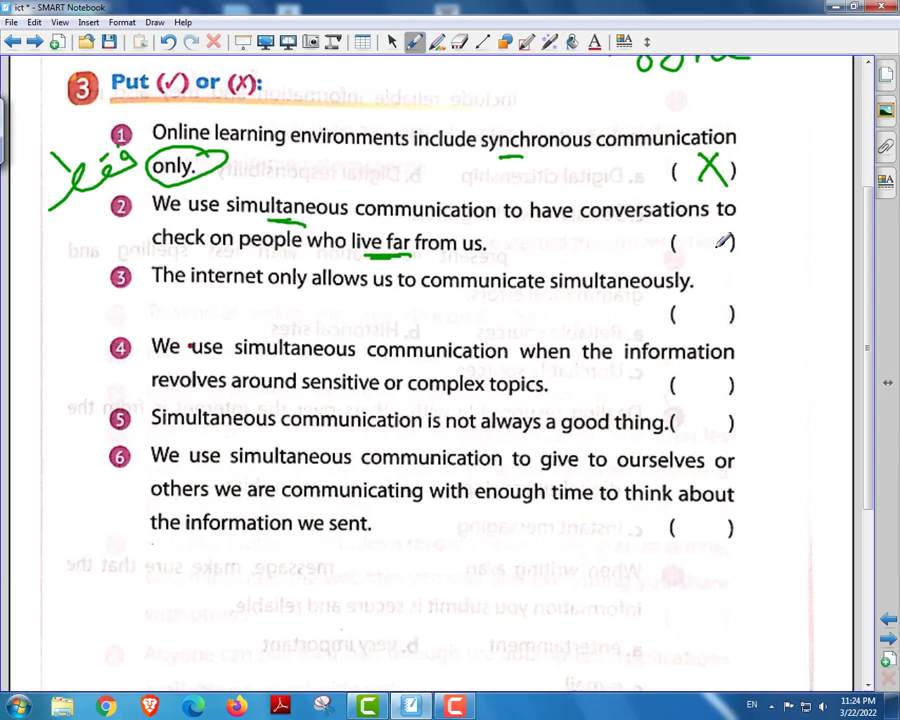 ict * - SMART Notebook
File Edit View Insert Format Draw Help
3 Put (✓) or (X):
1 Online learning environments include synchronous communication
only. ( X )
فقط
2 We use simultaneous communication to have conversations to
check on people who live far from us. ( )
3 The internet only allows us to communicate simultaneously.
( )
4 We use simultaneous communication when the information
revolves around sensitive or complex topics. ( )
5 Simultaneous communication is not always a good thing.( )
6 We use simultaneous communication to give to ourselves or
others we are communicating with enough time to think about
the information we sent. ( )
EN
11:24 PM
3/22/2022